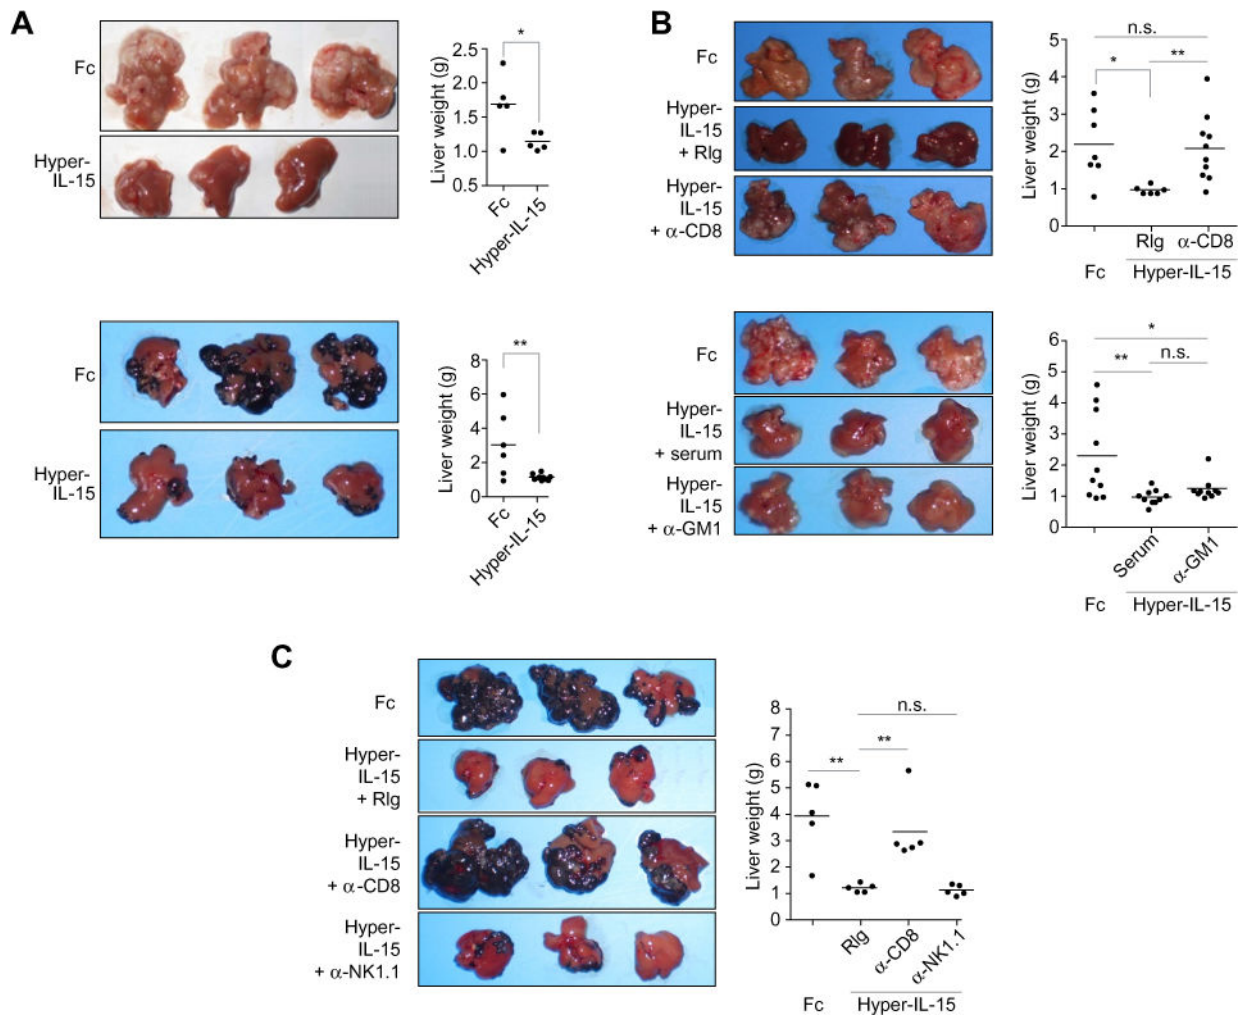 A
Fc
Hyper-
IL-15
Liver weight (g)
2.5
2.0
1.5
1.0
0.5
*
Fc
Hyper-IL-15
Fc
Hyper-
IL-15
Liver weight (g)
8
6
4
2
0
**
Fc
Hyper-IL-15
B
Fc
Hyper-
IL-15
+ RIg
Hyper-
IL-15
+ α-CD8
Liver weight (g)
5
4
3
2
1
0
n.s.
*
**
RIg
α-CD8
Fc
Hyper-IL-15
Fc
Hyper-
IL-15
+ serum
Hyper-
IL-15
+ α-GM1
Liver weight (g)
6
5
4
3
2
1
0
*
**
n.s.
Serum
α-GM1
Fc
Hyper-IL-15
C
Fc
Hyper-
IL-15
+ RIg
Hyper-
IL-15
+ α-CD8
Hyper-
IL-15
+ α-NK1.1
Liver weight (g)
8
7
6
5
4
3
2
1
0
n.s.
**
**
RIg
α-CD8
α-NK1.1
Fc
Hyper-IL-15